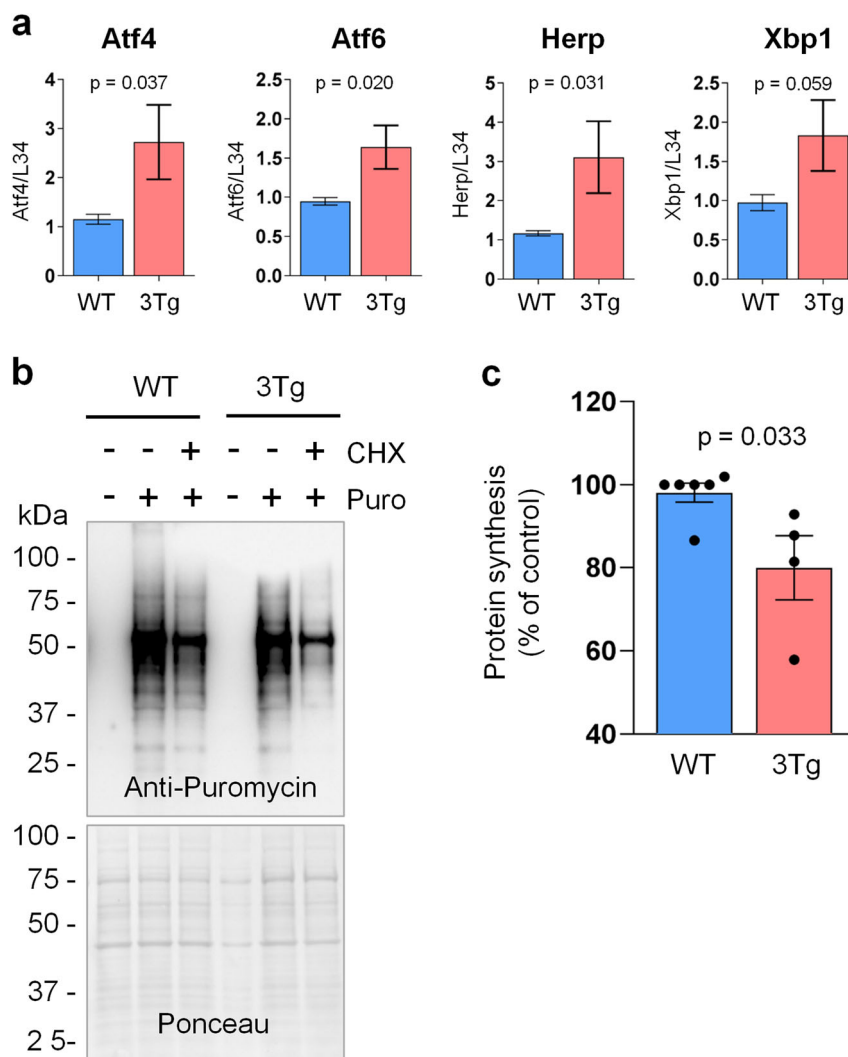 a
Atf4 Atf6 Herp Xbp1
p = 0.037
Atf4/L34
4
3
2
1
0
WT 3Tg
p = 0.020
Atf6/L34
2.5
2.0
1.5
1.0
0.5
0.0
WT 3Tg
p = 0.031
Herp/L34
5
4
3
2
1
0
WT 3Tg
p = 0.059
Xbp1/L34
2.5
2.0
1.5
1.0
0.5
0.0
WT 3Tg
b
WT 3Tg
- - + - - + CHX
- + + - + + Puro
kDa
100 -
75 -
50 -
37 -
25 -
Anti-Puromycin
100 -
75 -
50 -
37 -
2 5-
Ponceau
c
p = 0.033
Protein synthesis
(% of control)
120
100
80
60
40
WT 3Tg